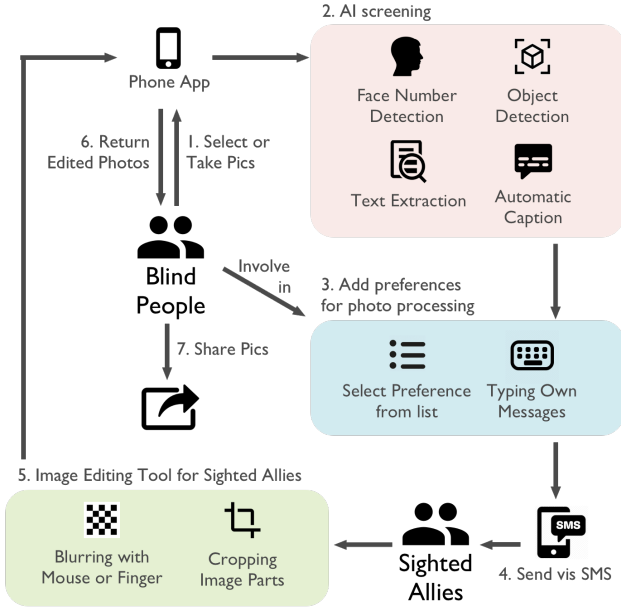 2. AI screening
Phone App
Face Number
Detection
Object
Detection
6. Return
Edited Photos
1. Select or
Take Pics
Text Extraction
Automatic
Caption
Blind
People
Involve
in
3. Add preferences
for photo processing
7. Share Pics
Select Preference
from list
Typing Own
Messages
5. Image Editing Tool for Sighted Allies
Blurring with
Mouse or Finger
Cropping
Image Parts
Sighted
Allies
SMS
4. Send vis SMS